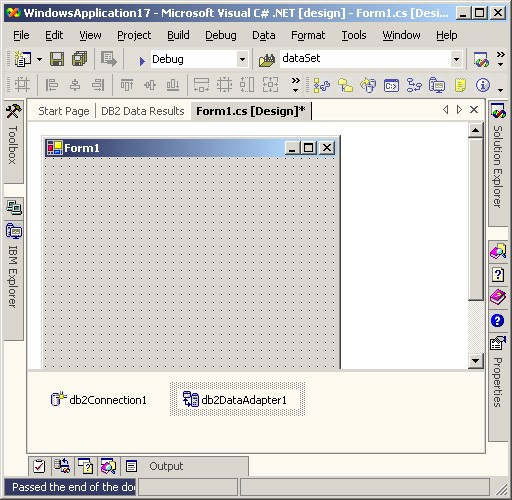 WindowsApplication17 - Microsoft Visual C# .NET [design] - Form1.cs [Desi...
File Edit View Project Build Debug Data Format Tools Window Help
Debug dataSet
Start Page DB2 Data Results Form1.cs [Design]*
Toolbox
IBM Explorer
Form1
Solution Explorer
Properties
db2Connection1 db2DataAdapter1
Output
Passed the end of the do